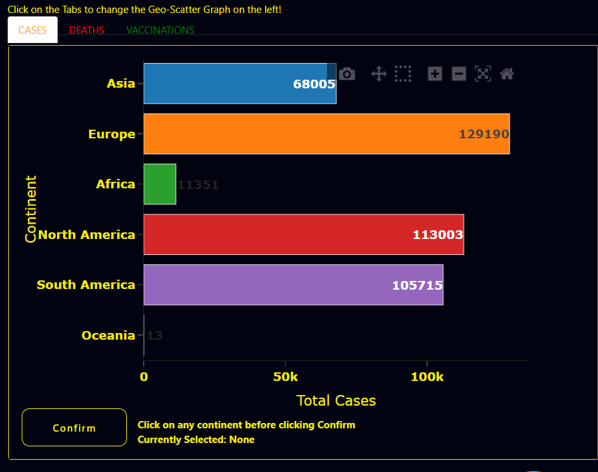 Click on the Tabs to change the Geo-Scatter Graph on the left!
CASES DEATHS VACCINATIONS
Continent
Asia 68005
Europe 129190
Africa 11351
North America 113003
South America 105715
Oceania 13
0 50k 100k
Total Cases
Confirm
Click on any continent before clicking Confirm
Currently Selected: None